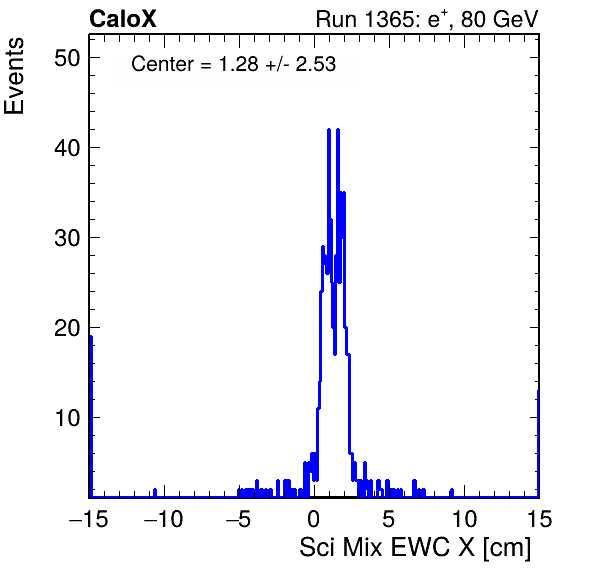 CaloX Run 1365: e⁺, 80 GeV
Events
Center = 1.28 +/- 2.53
50
40
30
20
10
−15 −10 −5 0 5 10 15
Sci Mix EWC X [cm]